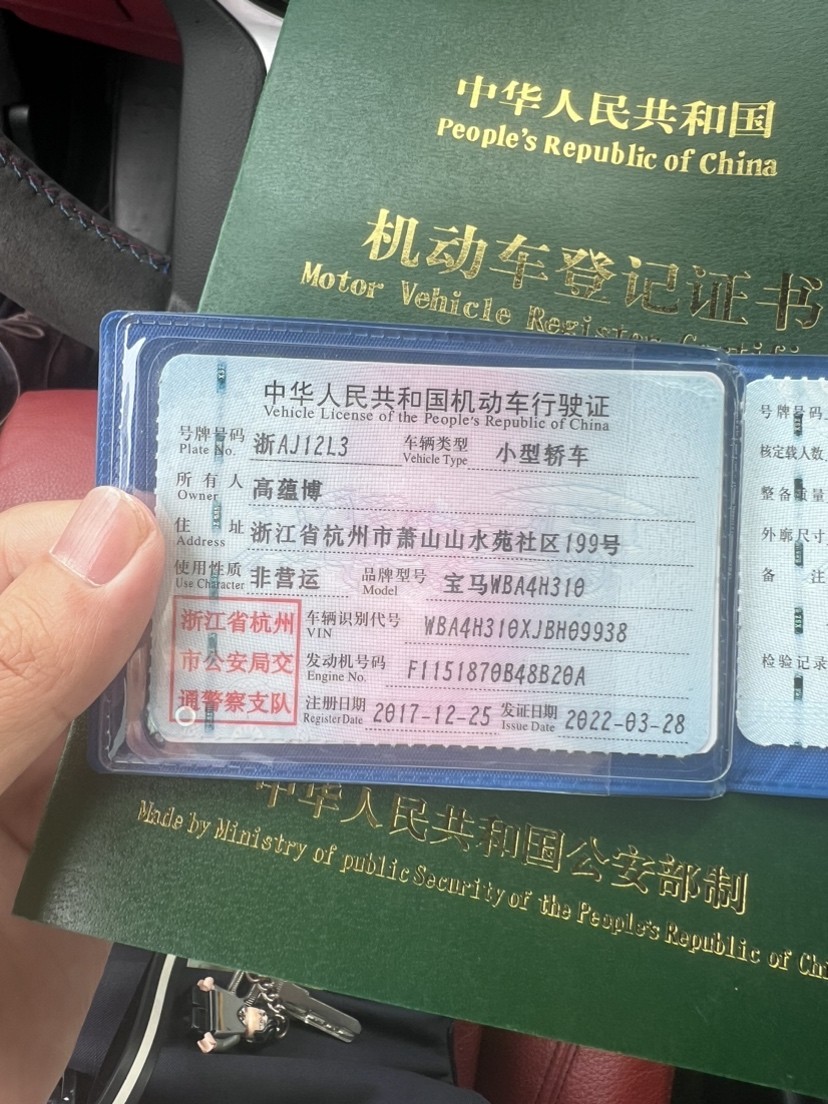 中华人民共和国
People's Republic of China
机动车登记证书
Motor Vehicle Register
中华人民共和国机动车行驶证
Vehicle License of the People's Republic of China
号牌号码 浙AJ12L3 车辆类型 小型轿车
Plate No. Vehicle Type
所有人 高蕴博
Owner
住址 浙江省杭州市萧山山水苑社区199号
Address
使用性质 非营运 品牌型号 宝马WBA4H310
Use Character Model
浙江省杭州
市公安局交
通警察支队
车辆识别代号 WBA4H310XJBH09938
VIN
发动机号码 F1151870B48B20A
Engine No.
注册日期 2017-12-25 发证日期 2022-03-28
Register Date Issue Date
号牌号码
核定载人数
整备质量
外廓尺寸
备注
检验记录
中华人民共和国公安部制
Made by Ministry of public Security of the People's Republic of Chi